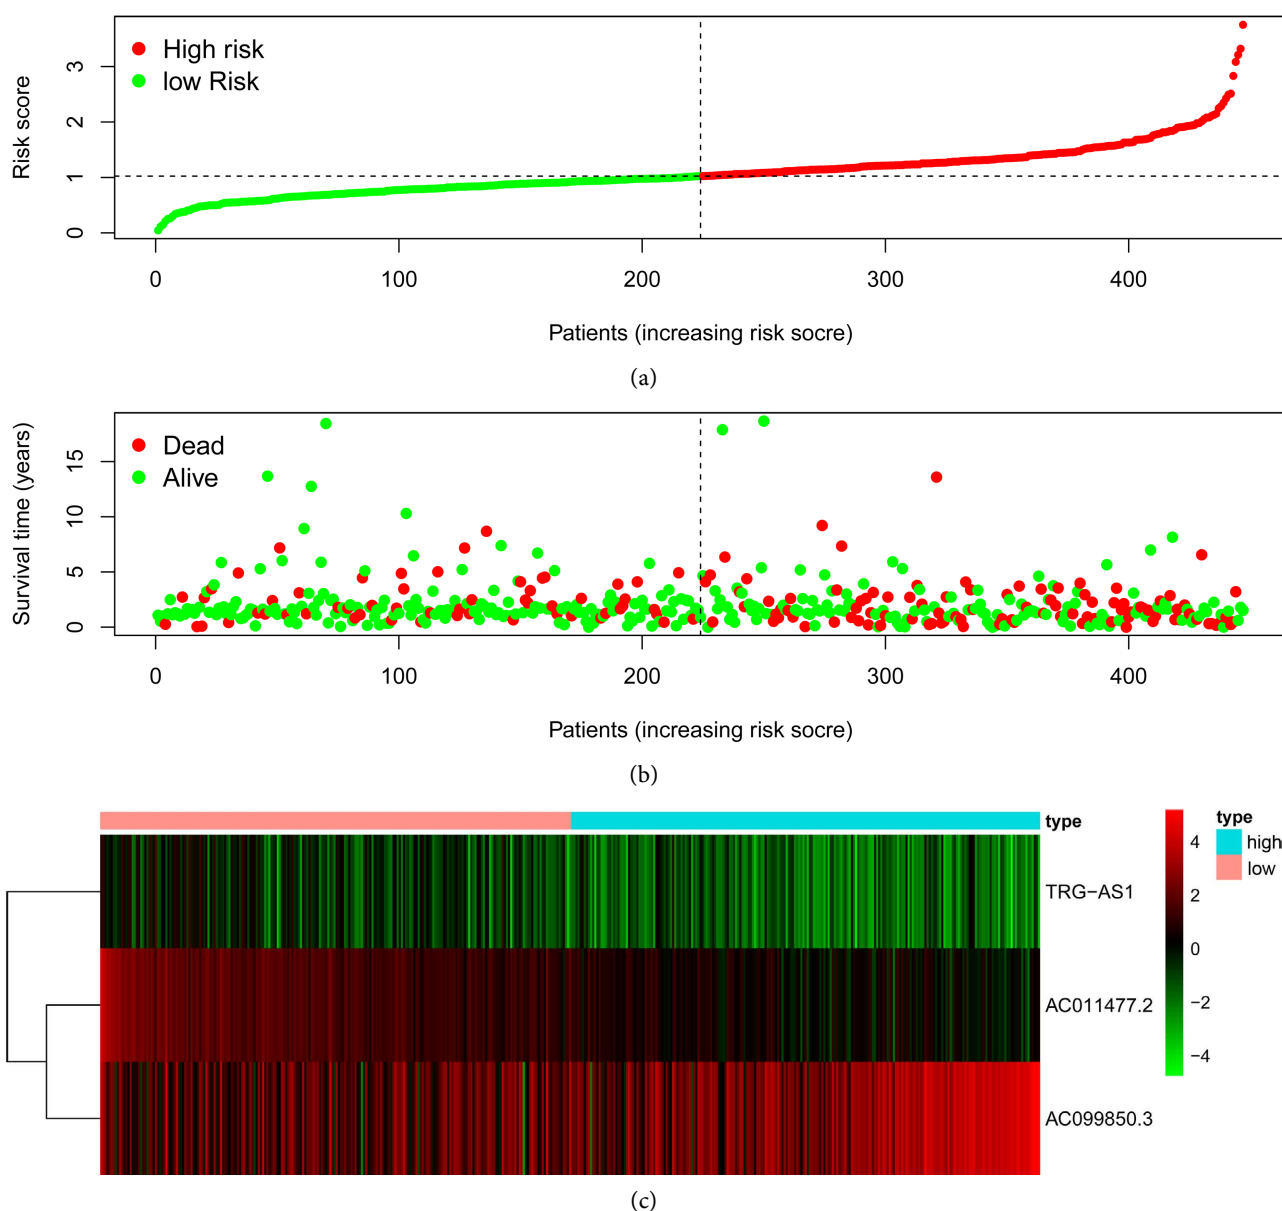 Risk score
3
2
1
0
High risk
low Risk
0 100 200 300 400
Patients (increasing risk socre)
(a)
Survival time (years)
15
10
5
0
Dead
Alive
0 100 200 300 400
Patients (increasing risk socre)
(b)
type
TRG−AS1
AC011477.2
AC099850.3
4
2
0
−2
−4
type
high
low
(c)